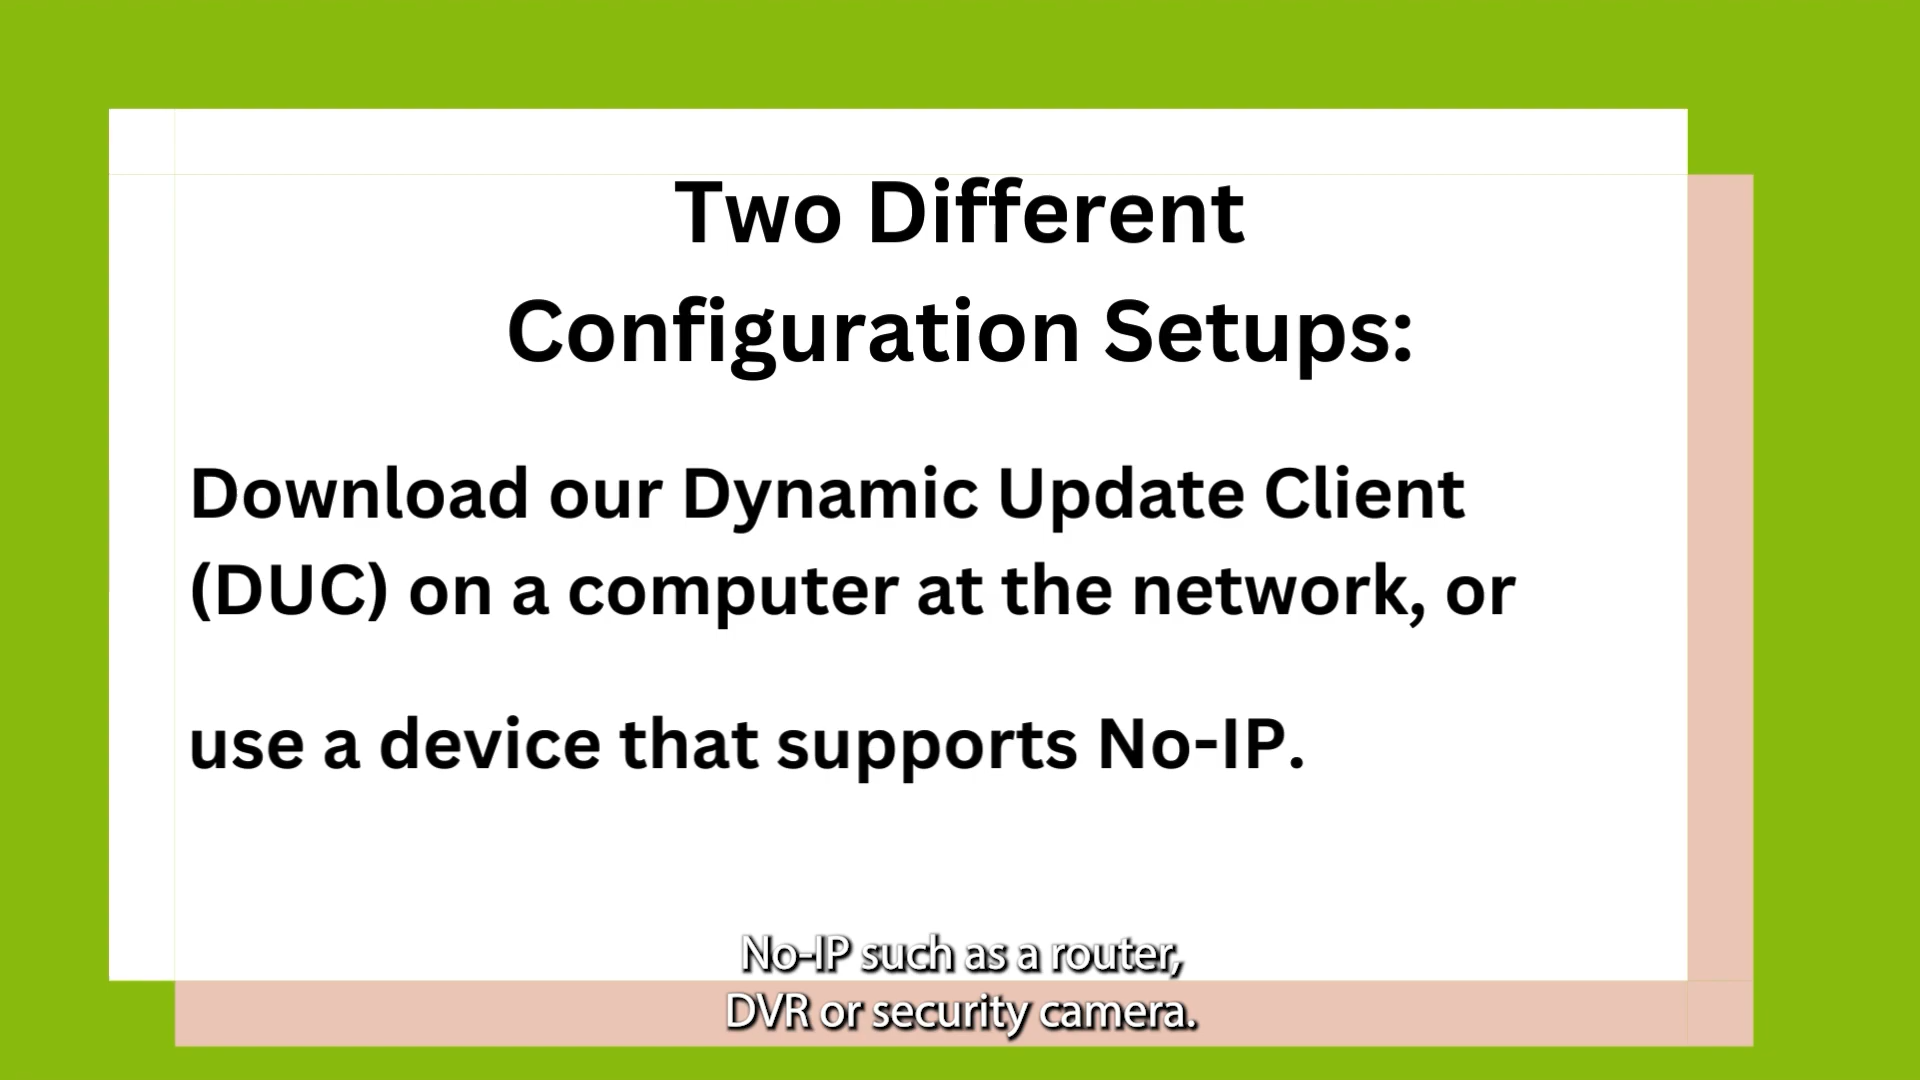 Two Different
Configuration Setups:
Download our Dynamic Update Client
(DUC) on a computer at the network, or
use a device that supports No-IP.
No-IP such as a router,
DVR or security camera.